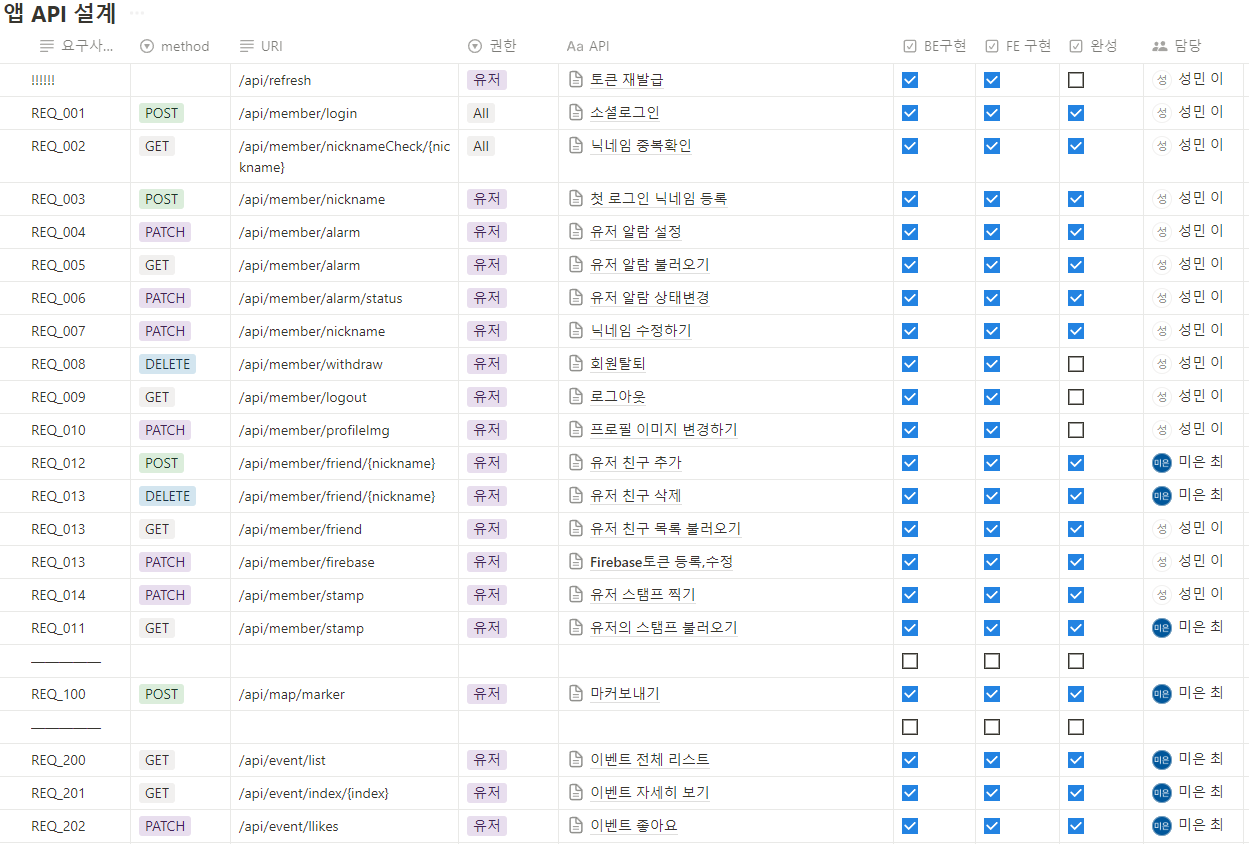 앱 API 설계 ...
요구사... method URI 권한 Aa API BE구현 FE 구현 완성 담당
!!!!!! /api/refresh 유저 토큰 재발급 성 성민 이
REQ_001 POST /api/member/login All 소셜로그인 성 성민 이
REQ_002 GET /api/member/nicknameCheck/{nic All 닉네임 중복확인 성 성민 이
kname}
REQ_003 POST /api/member/nickname 유저 첫 로그인 닉네임 등록 성 성민 이
REQ_004 PATCH /api/member/alarm 유저 유저 알람 설정 성 성민 이
REQ_005 GET /api/member/alarm 유저 유저 알람 불러오기 성 성민 이
REQ_006 PATCH /api/member/alarm/status 유저 유저 알람 상태변경 성 성민 이
REQ_007 PATCH /api/member/nickname 유저 닉네임 수정하기 성 성민 이
REQ_008 DELETE /api/member/withdraw 유저 회원탈퇴 성 성민 이
REQ_009 GET /api/member/logout 유저 로그아웃 성 성민 이
REQ_010 PATCH /api/member/profileImg 유저 프로필 이미지 변경하기 성 성민 이
REQ_012 POST /api/member/friend/{nickname} 유저 유저 친구 추가 미은 미은 최
REQ_013 DELETE /api/member/friend/{nickname} 유저 유저 친구 삭제 미은 미은 최
REQ_013 GET /api/member/friend 유저 유저 친구 목록 불러오기 성 성민 이
REQ_013 PATCH /api/member/firebase 유저 Firebase토큰 등록,수정 성 성민 이
REQ_014 PATCH /api/member/stamp 유저 유저 스탬프 찍기 성 성민 이
REQ_011 GET /api/member/stamp 유저 유저의 스탬프 불러오기 미은 미은 최
REQ_100 POST /api/map/marker 유저 마커보내기 미은 미은 최
REQ_200 GET /api/event/list 유저 이벤트 전체 리스트 미은 미은 최
REQ_201 GET /api/event/index/{index} 유저 이벤트 자세히 보기 미은 미은 최
REQ_202 PATCH /api/event/llikes 유저 이벤트 좋아요 미은 미은 최